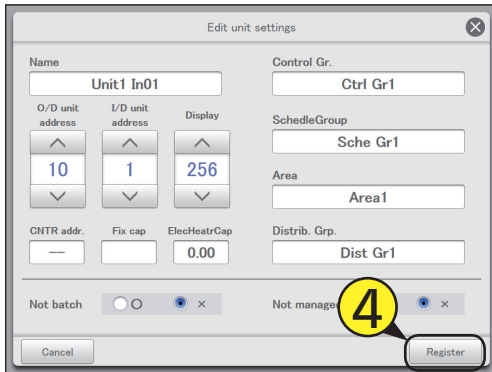 Edit unit settings
Name
Unit1 In01
Control Gr.
Ctrl Gr1
O/D unit address
I/D unit address
Display
10
1
256
SchedleGroup
Sche Gr1
Area
Area1
CNTR addr.
Fix cap
ElecHeatrCap
--
0.00
Distrib. Grp.
Dist Gr1
Not batch
O
×
Not manage
×
4
Cancel
Register